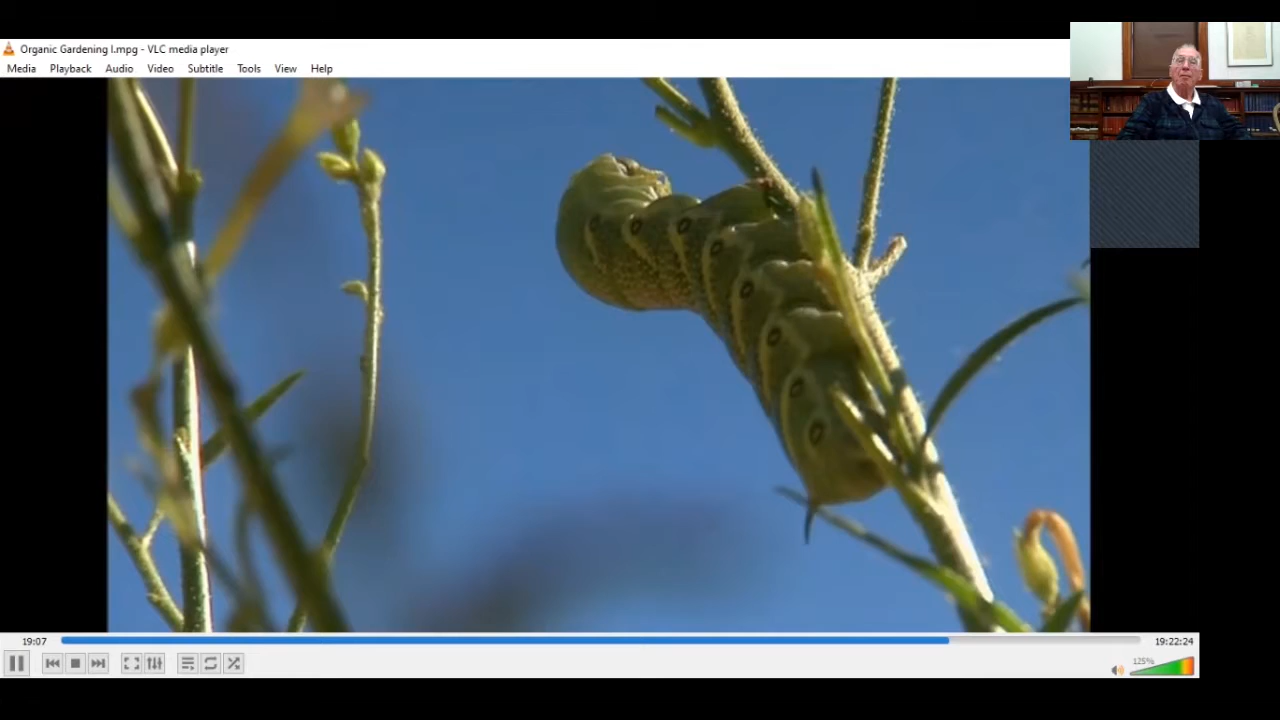 Organic Gardening I.mpg - VLC media player
Media Playback Audio Video Subtitle Tools View Help
19:07 19:22:24
125%